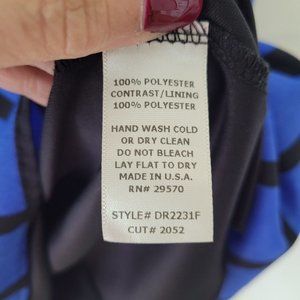 100% POLYESTER
CONTRAST/LINING
100% POLYESTER
HAND WASH COLD
OR DRY CLEAN
DO NOT BLEACH
LAY FLAT TO DRY
MADE IN U.S.A.
RN# 29570
STYLE# DR2231F
CUT# 2052